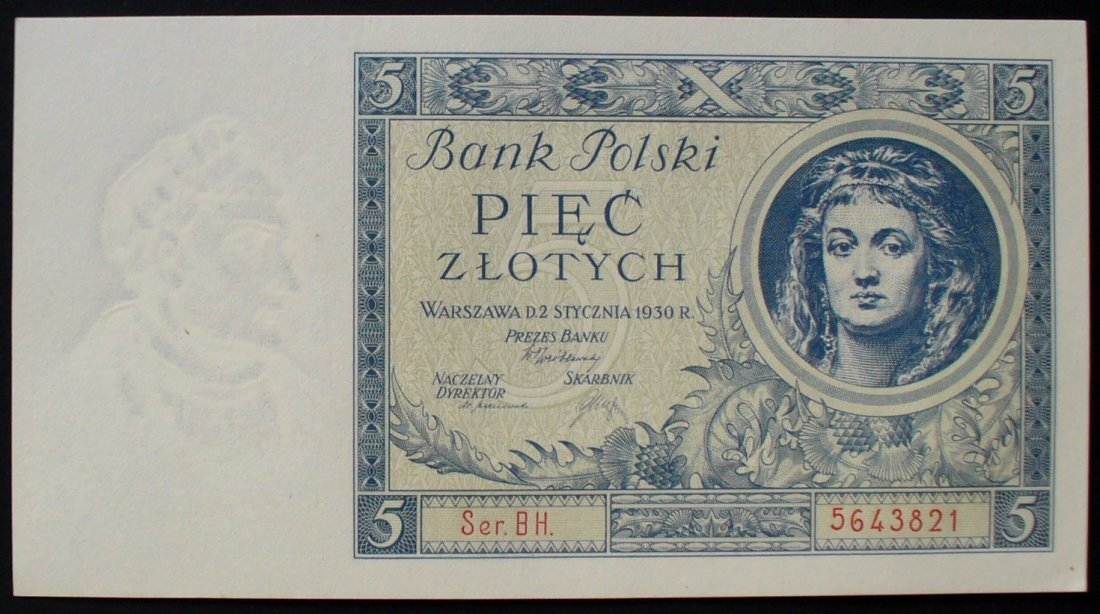 5 5
Bank Polski
PIĘĆ
ZŁOTYCH
WARSZAWA D. 2 STYCZNIA 1930 R.
PREZES BANKU
NACZELNY DYREKTÓR
SKARBNIK
5 Ser. BH. 5643821 5